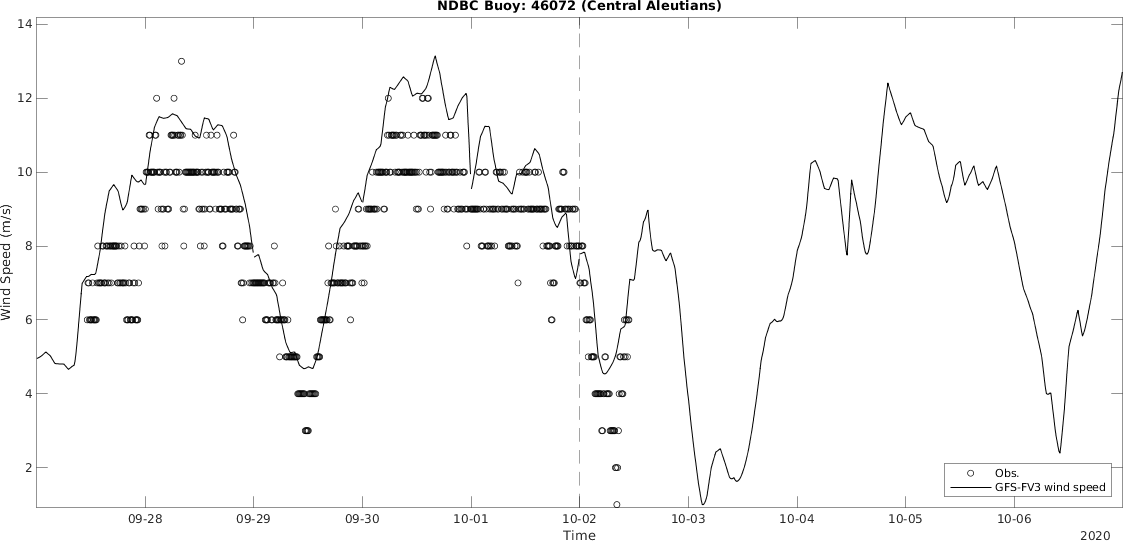 NDBC Buoy: 46072 (Central Aleutians)
14
12
10
8
6
4
2
Wind Speed (m/s)
Obs.
GFS-FV3 wind speed
09-28 09-29 09-30 10-01 10-02 10-03 10-04 10-05 10-06
Time
2020